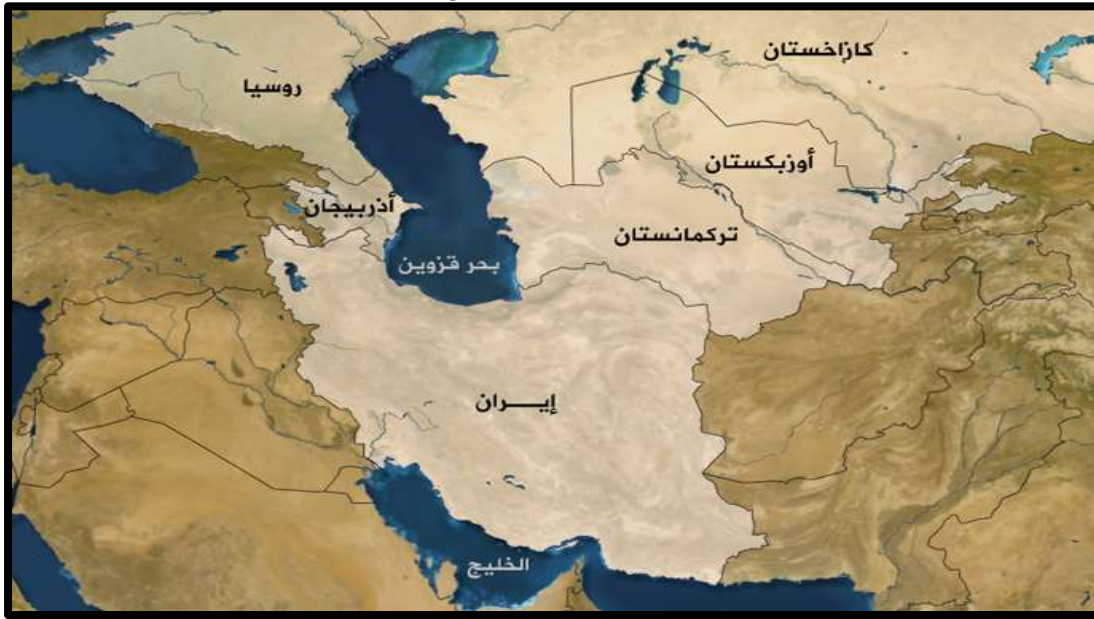 كازاخستان
روسيا
أوزبكستان
أذربيجان
تركمانستان
بحر قزوين
إيـــران
الخليج